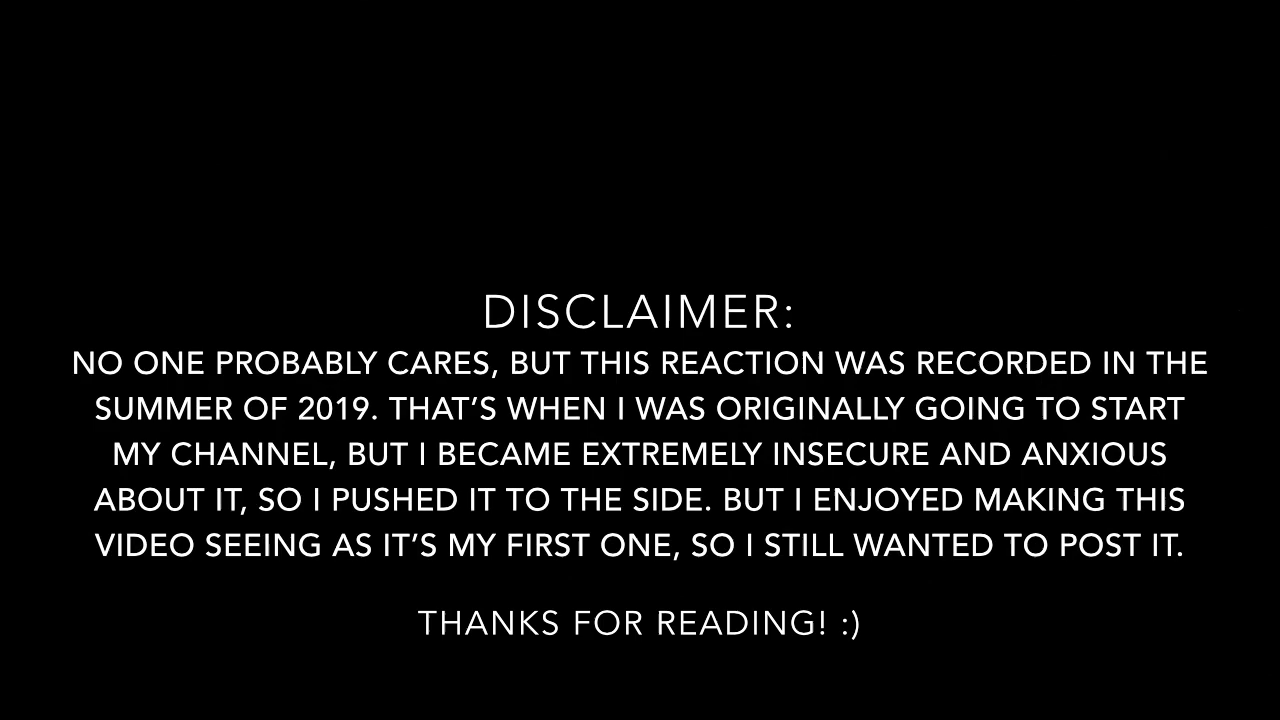 DISCLAIMER:
NO ONE PROBABLY CARES, BUT THIS REACTION WAS RECORDED IN THE
SUMMER OF 2019. THAT’S WHEN I WAS ORIGINALLY GOING TO START
MY CHANNEL, BUT I BECAME EXTREMELY INSECURE AND ANXIOUS
ABOUT IT, SO I PUSHED IT TO THE SIDE. BUT I ENJOYED MAKING THIS
VIDEO SEEING AS IT’S MY FIRST ONE, SO I STILL WANTED TO POST IT.
THANKS FOR READING! :)